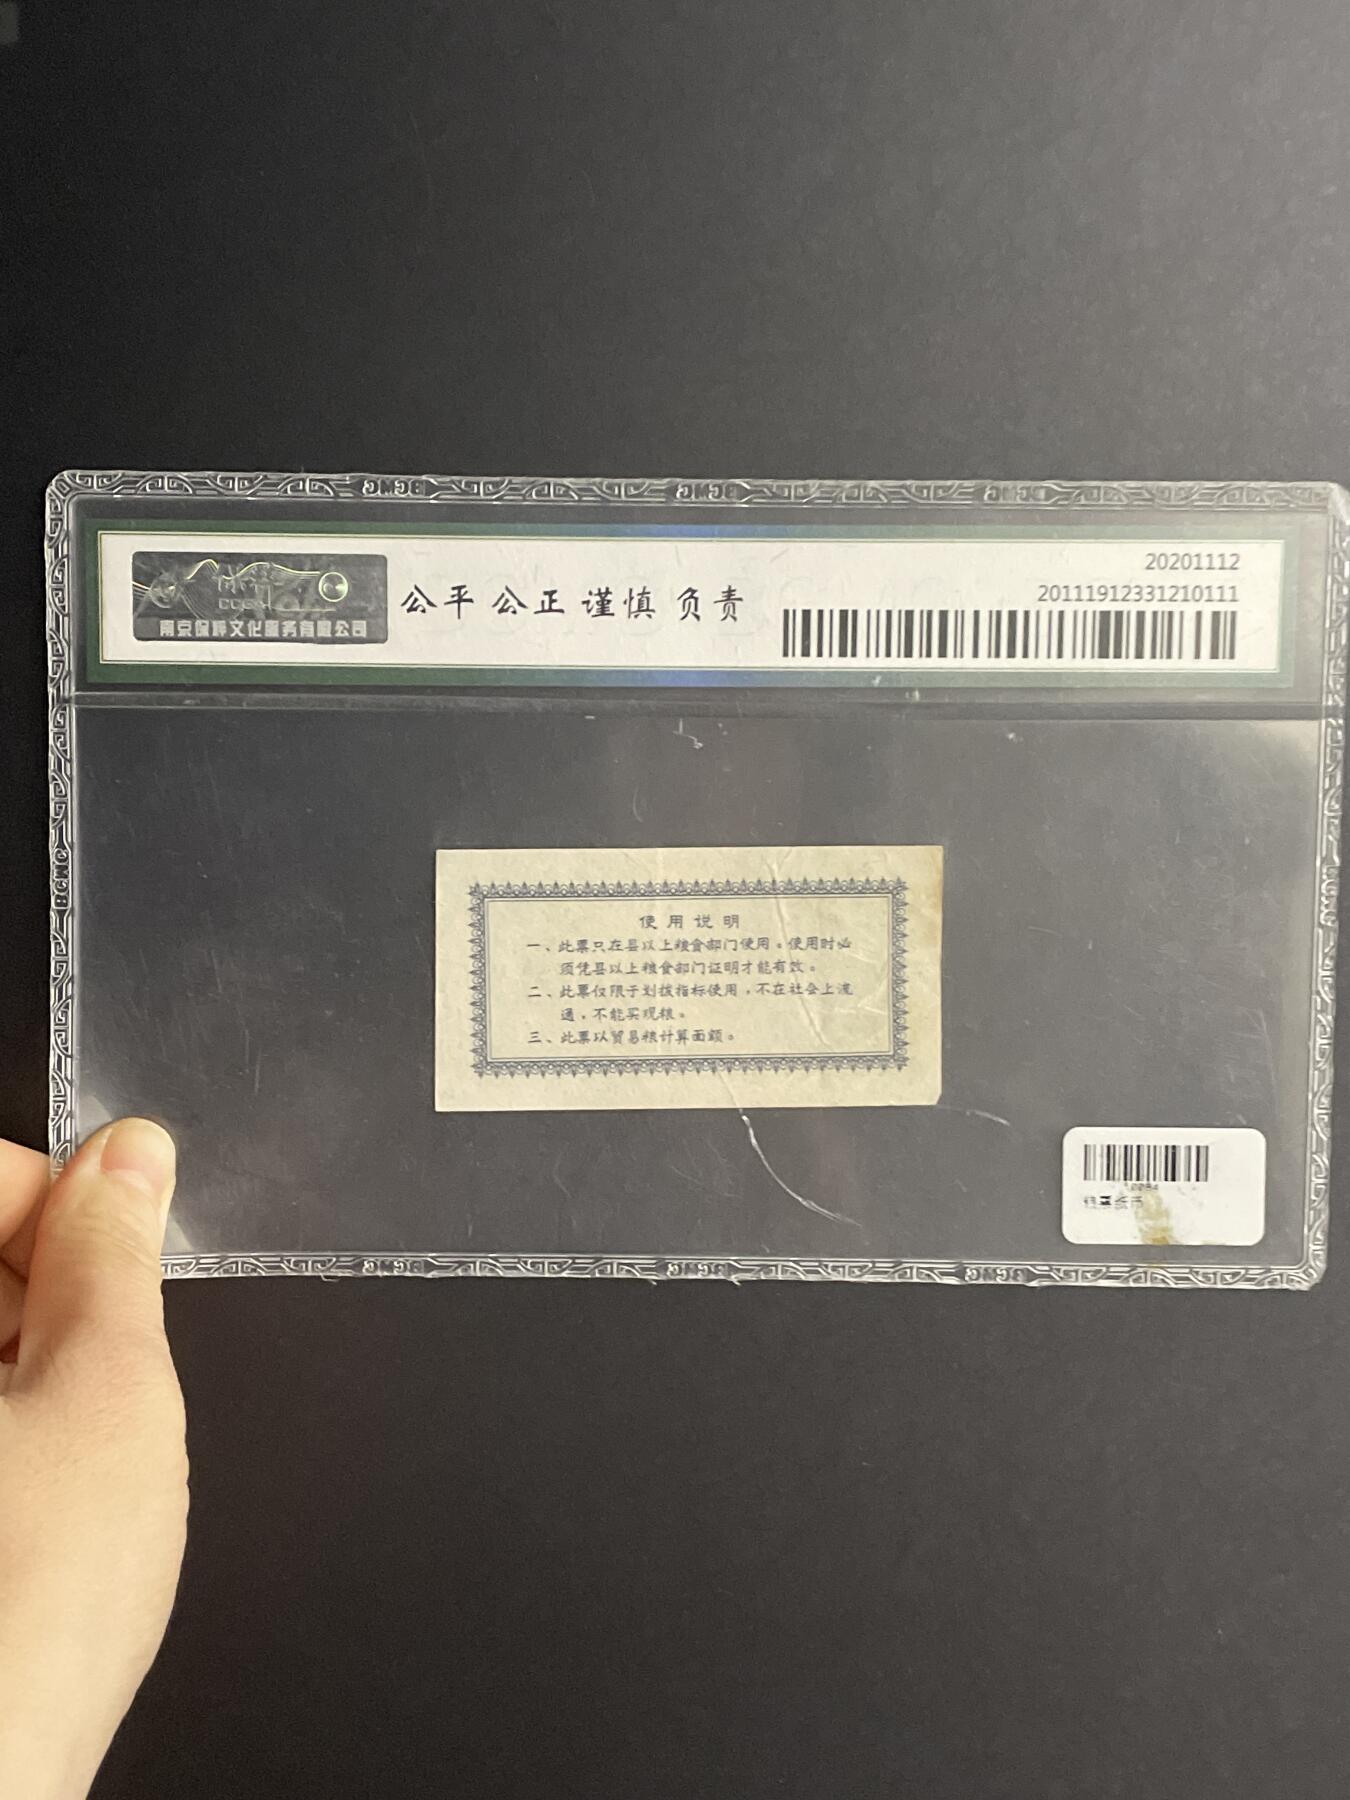 20201112
20111912331210111
公平 公正 谨慎 负责
南京保粹文化服务有限公司
使用说明
一、此票只在县以上粮食部门使用。使用时必
须凭县以上粮食部门证明才能有效。
二、此票仅限于划拨指标使用，不在社会上流
通，不能买现粮。
三、此票以贸易粮计算面额。